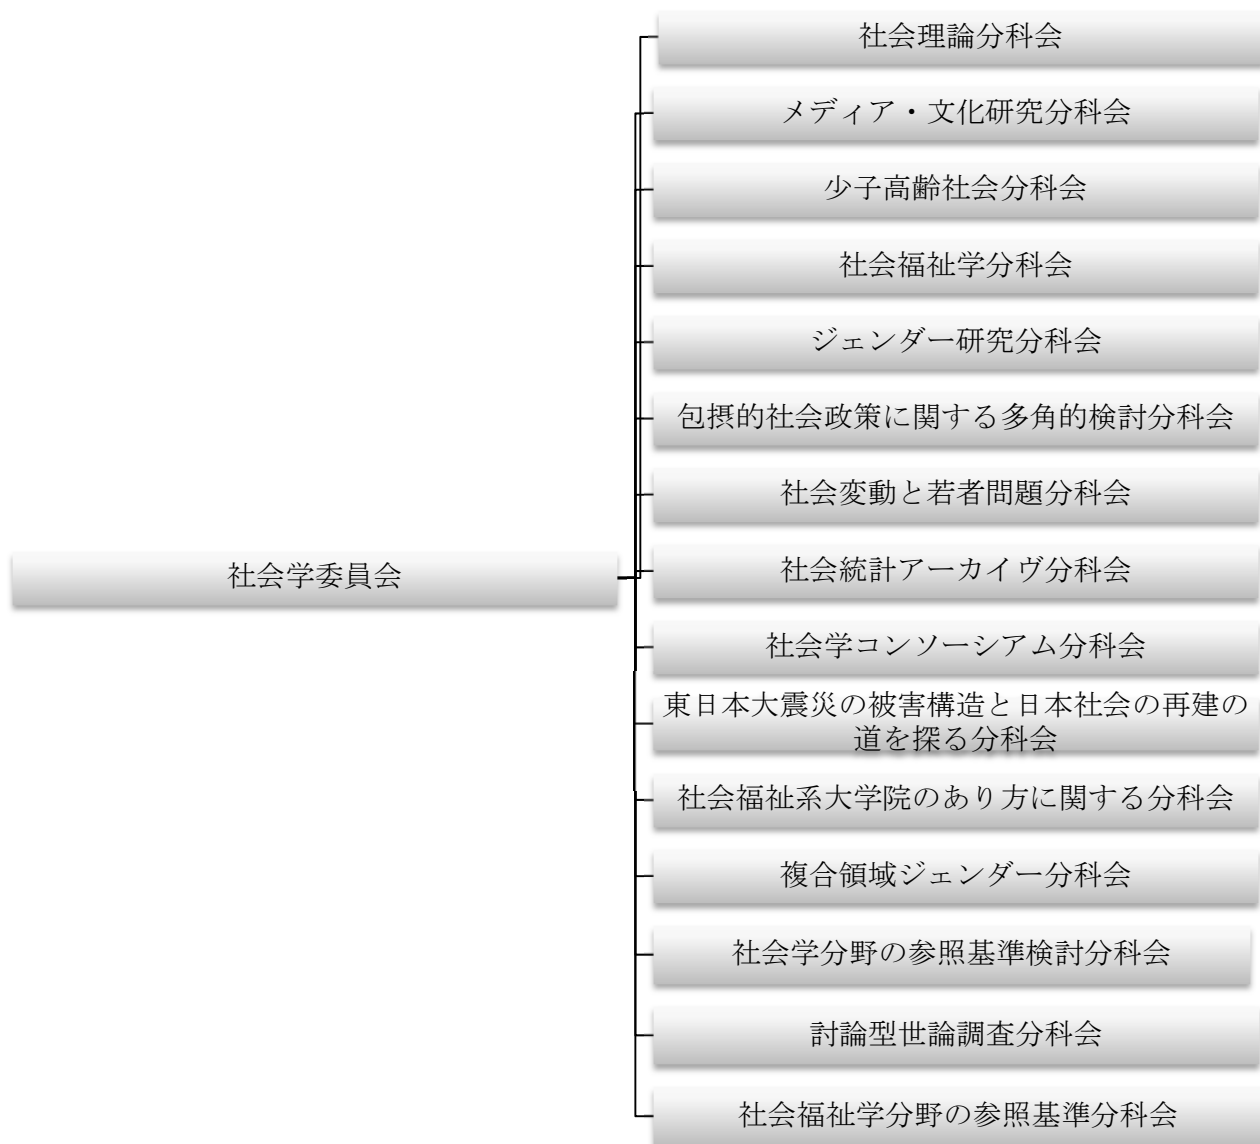 社会理論分科会
メディア・文化研究分科会
少子高齢社会分科会
社会福祉学分科会
ジェンダー研究分科会
包摂的社会政策に関する多角的検討分科会
社会変動と若者問題分科会
社会学委員会
社会統計アーカイヴ分科会
社会学コンソーシアム分科会
東日本大震災の被害構造と日本社会の再建の
道を探る分科会
社会福祉系大学院のあり方に関する分科会
複合領域ジェンダー分科会
社会学分野の参照基準検討分科会
討論型世論調査分科会
社会福祉学分野の参照基準分科会